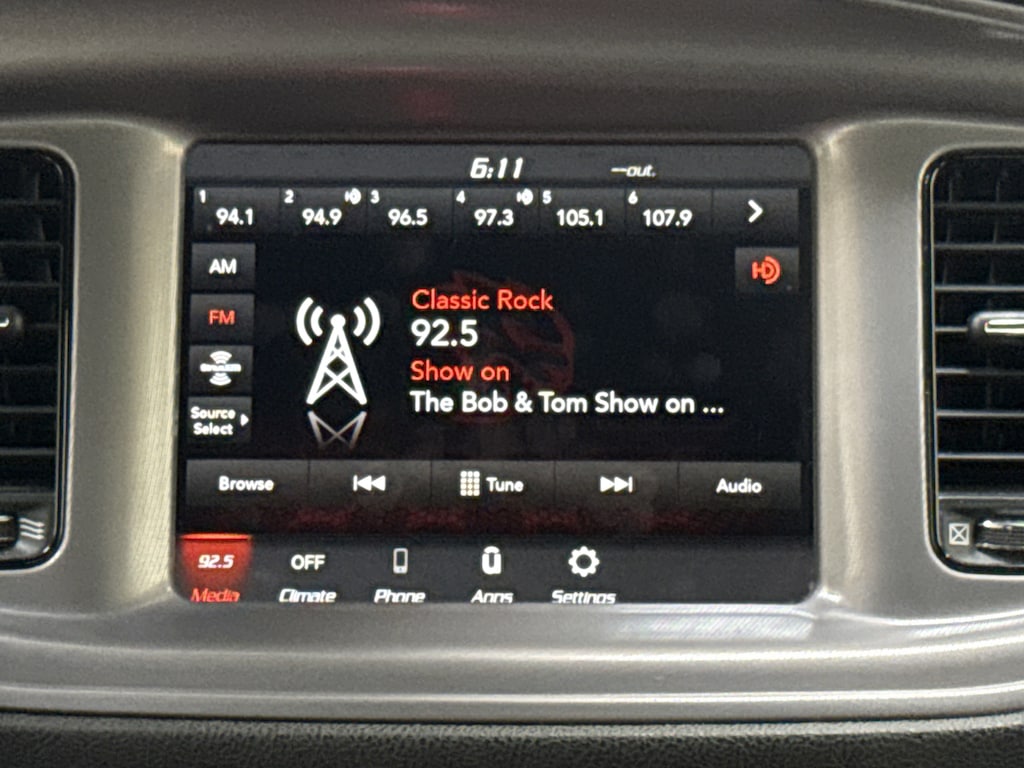 6:11 --out.
1 2 3 4 5 6
94.1 94.9 96.5 97.3 105.1 107.9
AM
HD
Classic Rock
FM
92.5
Show on
The Bob & Tom Show on ...
Source
Select
Browse Tune Audio
92.5 OFF
Media Climate Phone Apps Settings